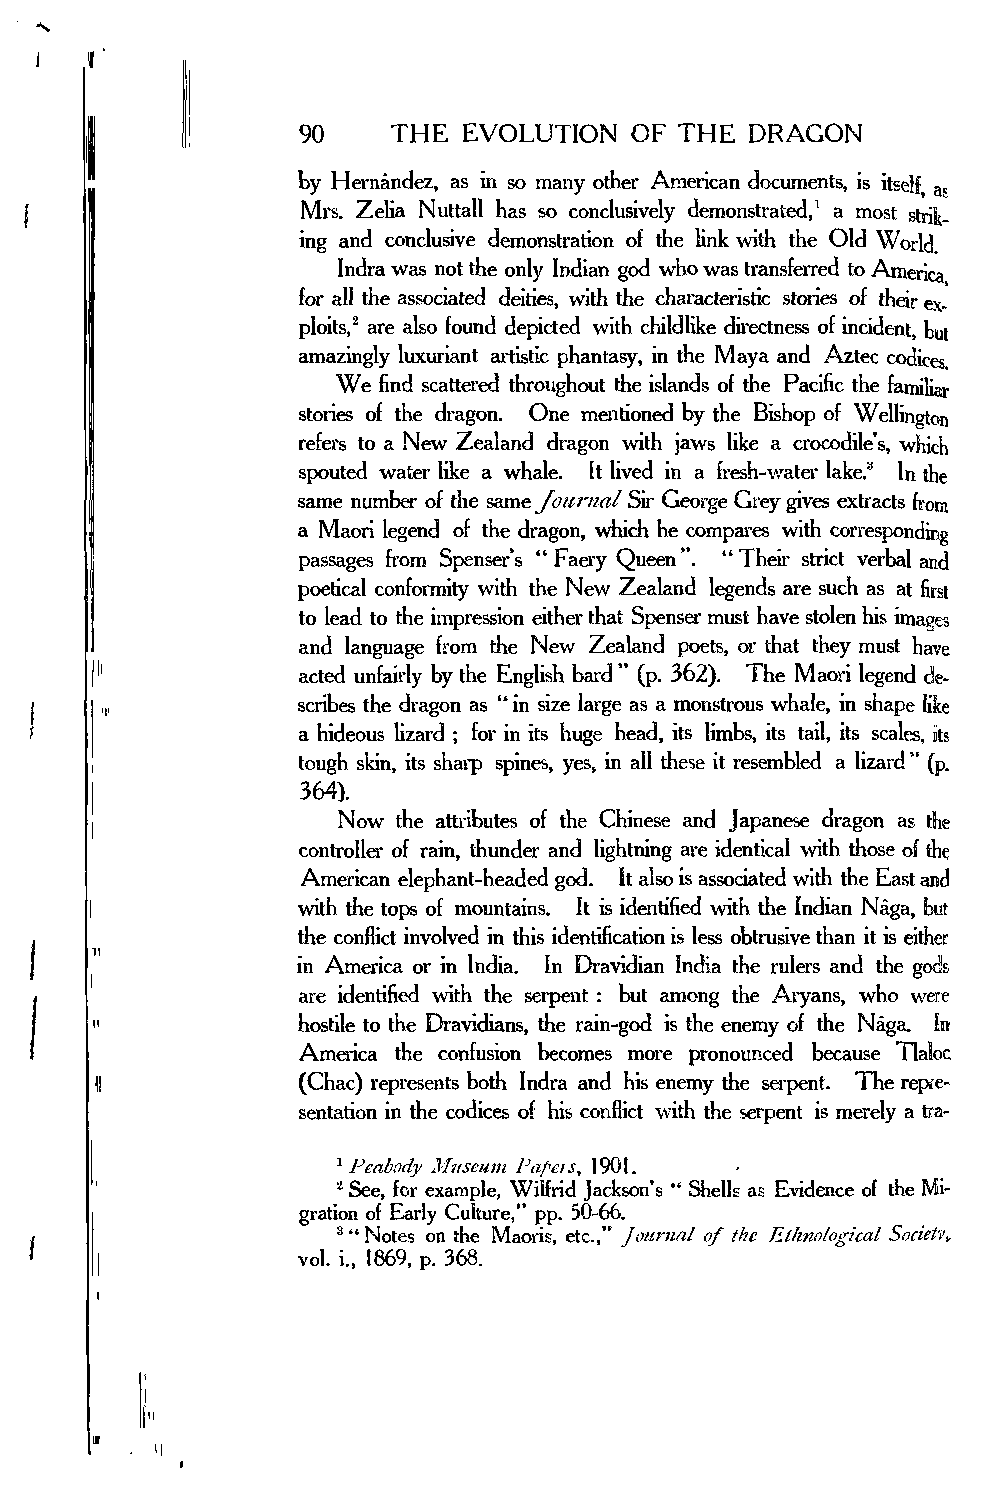 90 THE EVOLUTION OF THE DRAGON
by Hernández, as in so many other American documents, is itself, as
Mrs. Zelia Nuttall has so conclusively demonstrated,¹ a most strik-
ing and conclusive demonstration of the link with the Old World.
Indra was not the only Indian god who was transferred to America,
for all the associated deities, with the characteristic stories of their ex-
ploits,² are also found depicted with childlike directness of incident, but
amazingly luxuriant artistic phantasy, in the Maya and Aztec codices.
We find scattered throughout the islands of the Pacific the familiar
stories of the dragon. One mentioned by the Bishop of Wellington
refers to a New Zealand dragon with jaws like a crocodile's, which
spouted water like a whale. It lived in a fresh-water lake.³ In the
same number of the same Journal Sir George Grey gives extracts from
a Maori legend of the dragon, which he compares with corresponding
passages from Spenser's “Faery Queen”. “Their strict verbal and
poetical conformity with the New Zealand legends are such as at first
to lead to the impression either that Spenser must have stolen his images
and language from the New Zealand poets, or that they must have
acted unfairly by the English bard” (p. 362). The Maori legend de-
scribes the dragon as “in size large as a monstrous whale, in shape like
a hideous lizard ; for in its huge head, its limbs, its tail, its scales, its
tough skin, its sharp spines, yes, in all these it resembled a lizard” (p.
364).
Now the attributes of the Chinese and Japanese dragon as the
controller of rain, thunder and lightning are identical with those of the
American elephant-headed god. It also is associated with the East and
with the tops of mountains. It is identified with the Indian Nâga, but
the conflict involved in this identification is less obtrusive than it is either
in America or in India. In Dravidian India the rulers and the gods
are identified with the serpent : but among the Aryans, who were
hostile to the Dravidians, the rain-god is the enemy of the Nâga. In
America the confusion becomes more pronounced because Tlaloc
(Chac) represents both Indra and his enemy the serpent. The repre-
sentation in the codices of his conflict with the serpent is merely a tra-
¹ Peabody Museum Papers, 1901.
² See, for example, Wilfrid Jackson's “Shells as Evidence of the Mi-
gration of Early Culture,” pp. 50-66.
³ “Notes on the Maoris, etc.,” Journal of the Ethnological Society,
vol. i., 1869, p. 368.